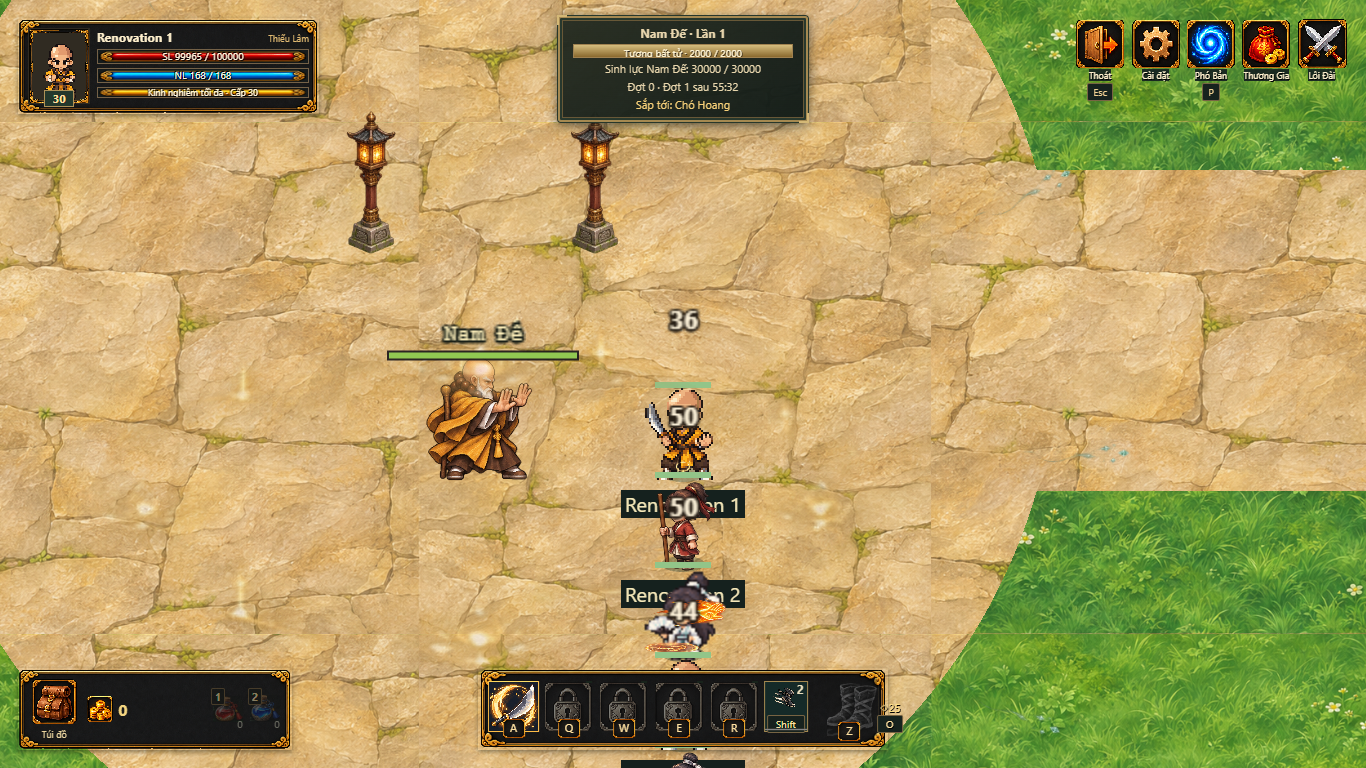 Renovation 1
Thiếu Lâm
SL 99965 / 100000
NL 168 / 168
Kinh nghiệm tối đa · Cấp 30
30
Nam Đế · Lần 1
Tượng bất tử · 2000 / 2000
Sinh lực Nam Đế: 30000 / 30000
Đợt 0 · Đợt 1 sau 55:32
Sắp tới: Chó Hoang
Thoát
Cài đặt
Phó Bản
Thương Gia
Lôi Đài
Esc
P
36
Nam Đế
50
50
44
Túi đồ
0
1
0
2
0
A
Q
W
E
R
2
Shift
Z
25
O